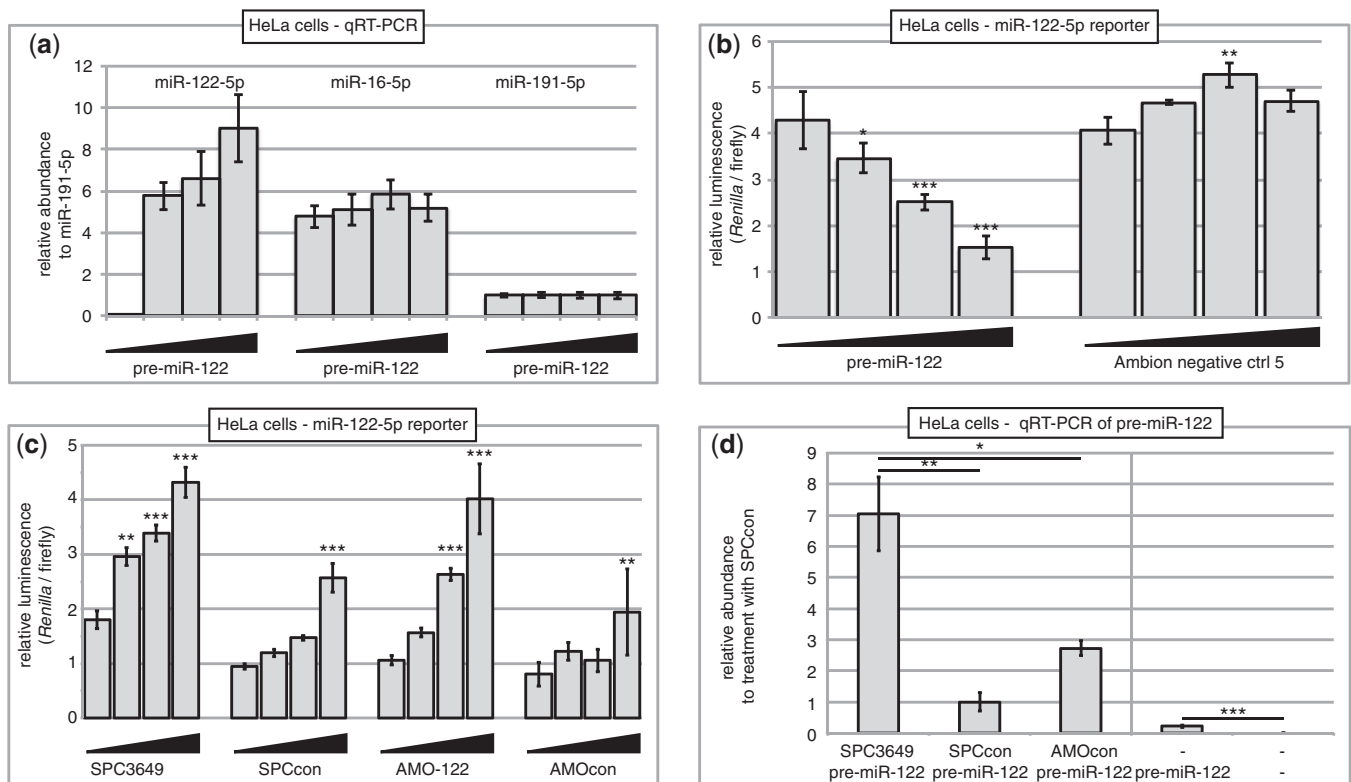 HeLa cells - qRT-PCR
(a)
miR-122-5p miR-16-5p miR-191-5p
relative abundance
to miR-191-5p
12
10
8
6
4
2
0
pre-miR-122 pre-miR-122 pre-miR-122
HeLa cells - miR-122-5p reporter
(b)
relative luminescence
(Renilla / firefly)
6
5
4
3
2
1
0
* *** *** **
pre-miR-122 Ambion negative ctrl 5
HeLa cells - miR-122-5p reporter
(c)
relative luminescence
(Renilla / firefly)
5
4
3
2
1
0
** *** *** *** *** *** **
SPC3649 SPCcon AMO-122 AMOcon
HeLa cells - qRT-PCR of pre-miR-122
(d)
relative abundance
to treatment with SPCcon
9
8
7
6
5
4
3
2
1
0
*
**
***
SPC3649 SPCcon AMOcon - -
pre-miR-122 pre-miR-122 pre-miR-122 pre-miR-122 -